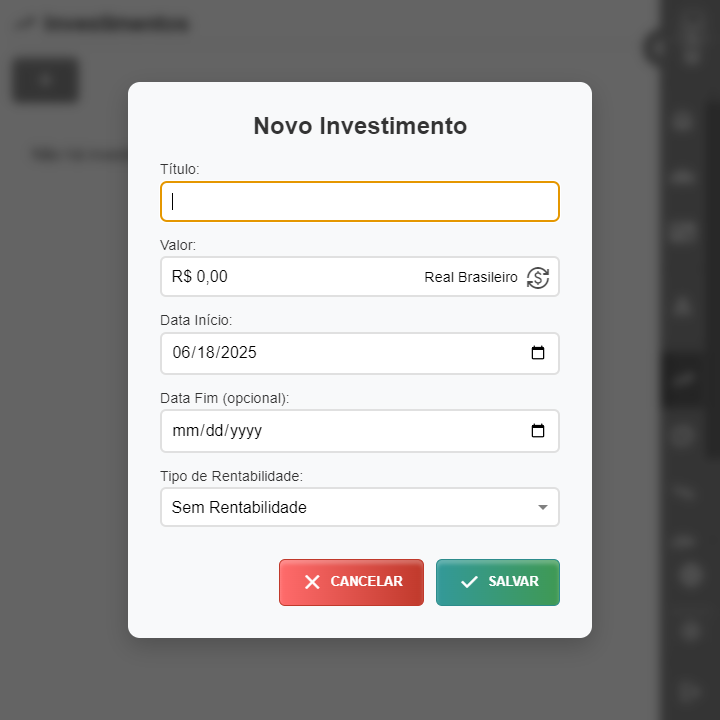 Investimentos
Novo Investimento
Título:
Valor:
R$ 0,00 Real Brasileiro
Data Início:
06/18/2025
Data Fim (opcional):
mm/dd/yyyy
Tipo de Rentabilidade:
Sem Rentabilidade
CANCELAR SALVAR